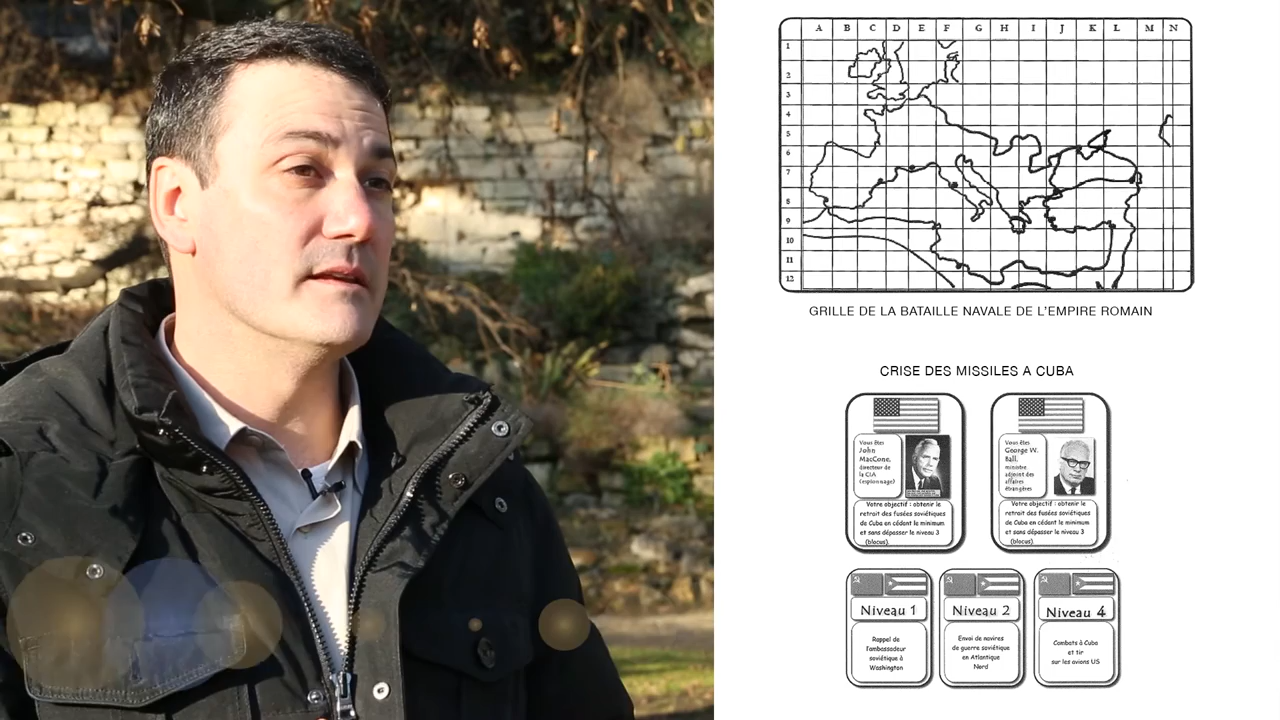 A B C D E F G H I J K L M N
1
2
3
4
5
6
7
8
9
10
11
12
GRILLE DE LA BATAILLE NAVALE DE L'EMPIRE ROMAIN
CRISE DES MISSILES A CUBA
Vous êtes
John
MacCone,
directeur de
la CIA
(espionnage)
Votre objectif : obtenir le
retrait des fusées soviétiques
de Cuba en cédant le minimum
et sans dépasser le niveau 3
(blocus).
Vous êtes
George W.
Ball,
ministre
adjoint des
affaires
étrangères
Votre objectif : obtenir le
retrait des fusées soviétiques
de Cuba en cédant le minimum
et sans dépasser le niveau 3
(blocus).
Niveau 1
Rappel de
l'ambassadeur
soviétique à
Washington
Niveau 2
Envoi de navires
de guerre soviétique
en Atlantique
Nord
Niveau 4
Combats à Cuba
et tir
sur les avions US